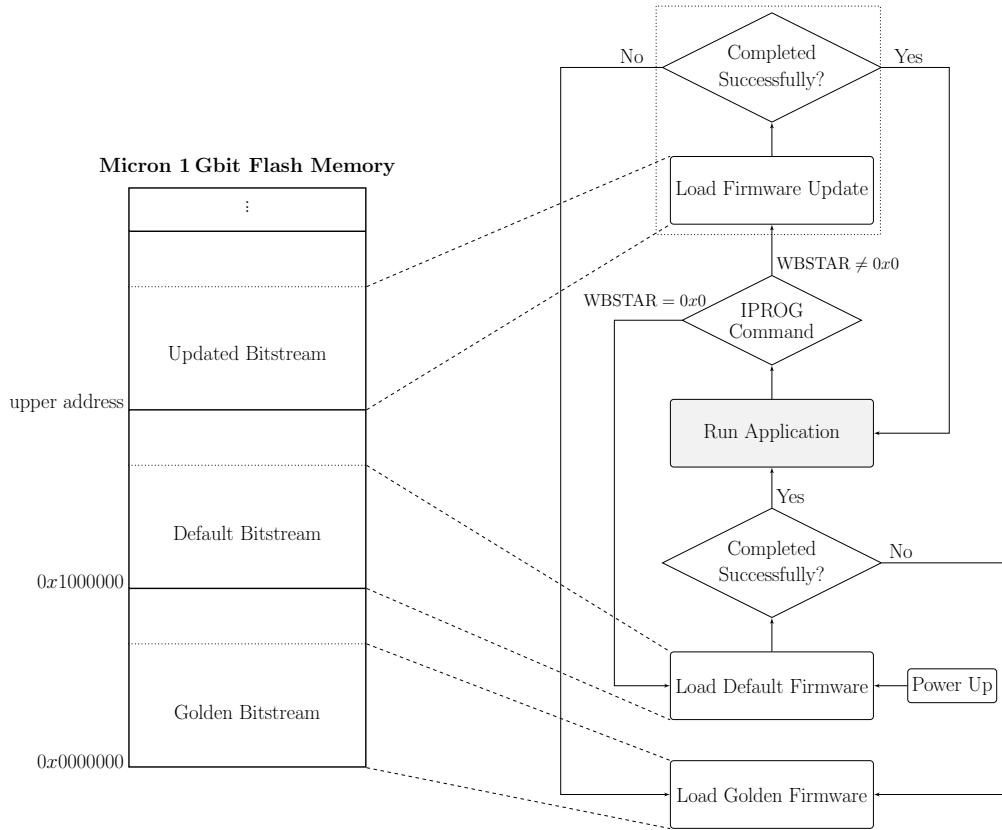 Micron 1 Gbit Flash Memory
⋮
Updated Bitstream
upper address
Default Bitstream
0x1000000
Golden Bitstream
0x0000000
No
Completed
Successfully?
Yes
Load Firmware Update
WBSTAR ≠ 0x0
WBSTAR = 0x0
IPROG
Command
Run Application
Yes
Completed
Successfully?
No
Load Default Firmware
Power Up
Load Golden Firmware